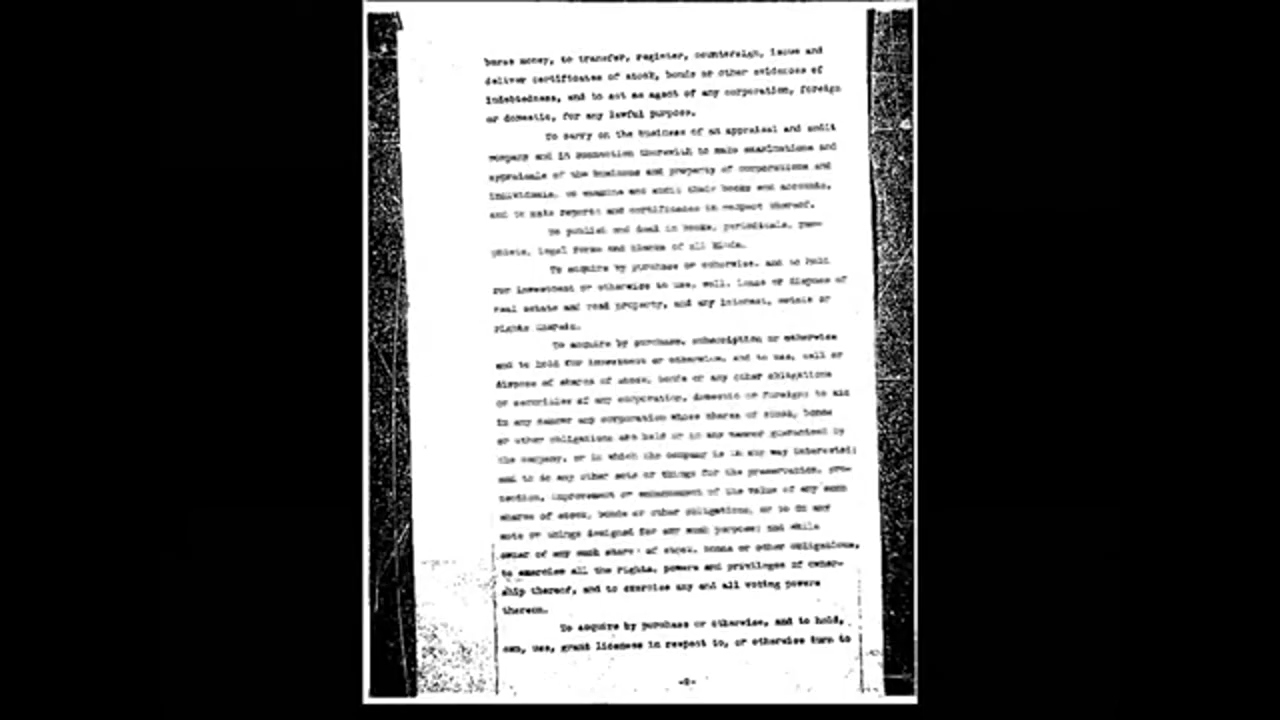 burse money, to transfer, register, countersign, issue and
deliver certificates of stock, bonds or other evidences of
indebtedness, and to act as agent of any corporation, foreign
or domestic, for any lawful purpose.
To carry on the business of an appraisal and audit
company and in connection therewith to make examinations and
appraisals of the business and property of corporations and
individuals, to examine and audit their books and accounts,
and to make reports and certificates in respect thereof.
To publish and deal in books, periodicals, pam-
phlets, legal forms and blanks of all kinds.
To acquire by purchase or otherwise, and to hold
for investment or otherwise to use, sell, lease or dispose of
real estate and real property, and any interest, estate or
rights therein.
To acquire by purchase, subscription or otherwise
and to hold for investment or otherwise, and to use, sell or
dispose of shares of stock, bonds or any other obligations
or securities of any corporation, domestic or foreign; to aid
in any manner any corporation whose shares of stock, bonds
or other obligations are held or in any manner guaranteed by
the company, or in which the company is in any way interested;
and to do any other acts or things for the preservation, pro-
tection, improvement or enhancement of the value of any such
shares of stock, bonds or other obligations, or to do any
acts or things designed for any such purpose; and while
owner of any such shares of stock, bonds or other obligations,
to exercise all the rights, powers and privileges of owner-
ship thereof, and to exercise any and all voting powers
thereon.
To acquire by purchase or otherwise, and to hold,
own, use, grant licenses in respect to, or otherwise turn to